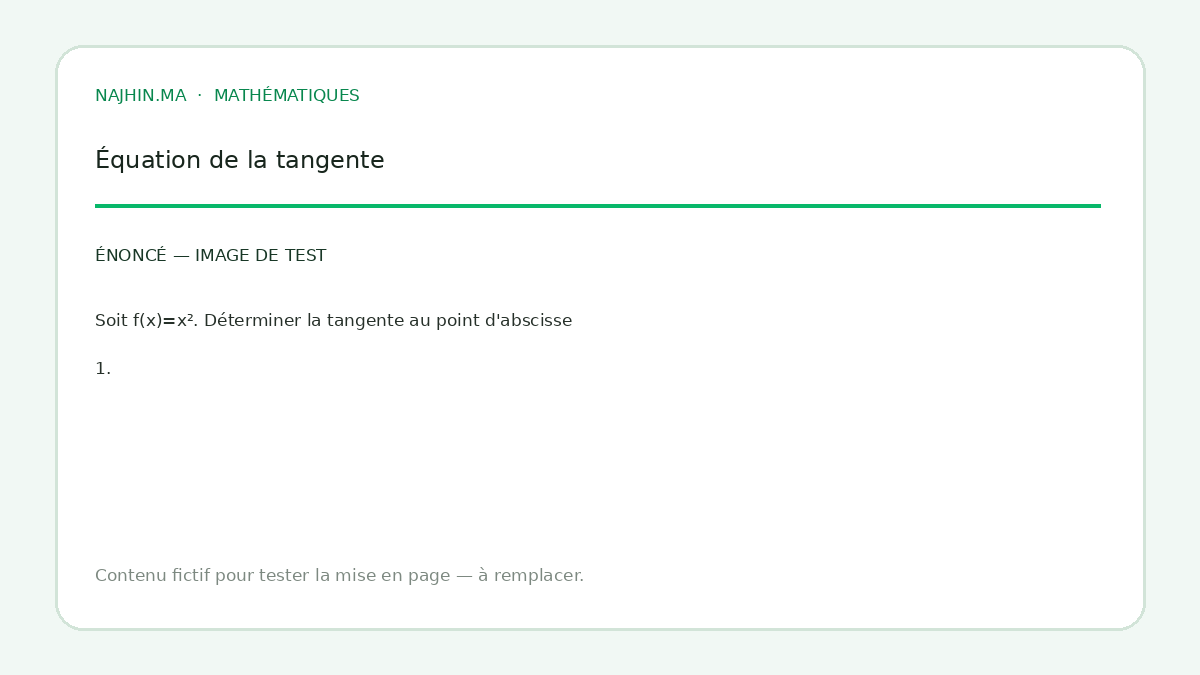 NAJHIN.MA · MATHÉMATIQUES
Équation de la tangente
ÉNONCÉ — IMAGE DE TEST
Soit f(x)=x². Déterminer la tangente au point d'abscisse
1.
Contenu fictif pour tester la mise en page — à remplacer.